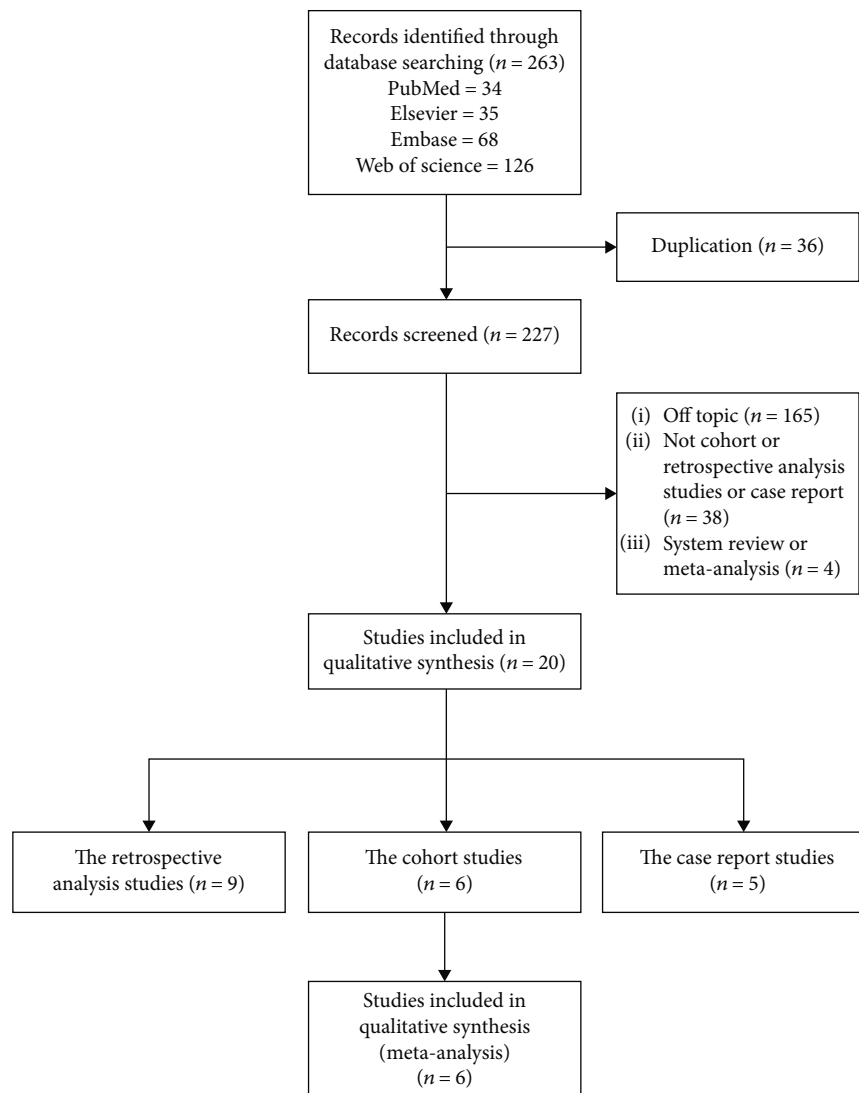 Records identified through
database searching (n = 263)
PubMed = 34
Elsevier = 35
Embase = 68
Web of science = 126
Duplication (n = 36)
Records screened (n = 227)
(i) Off topic (n = 165)
(ii) Not cohort or
retrospective analysis
studies or case report
(n = 38)
(iii) System review or
meta-analysis (n = 4)
Studies included in
qualitative synthesis (n = 20)
The retrospective
analysis studies (n = 9)
The cohort studies
(n = 6)
The case report studies
(n = 5)
Studies included in
qualitative synthesis
(meta-analysis)
(n = 6)